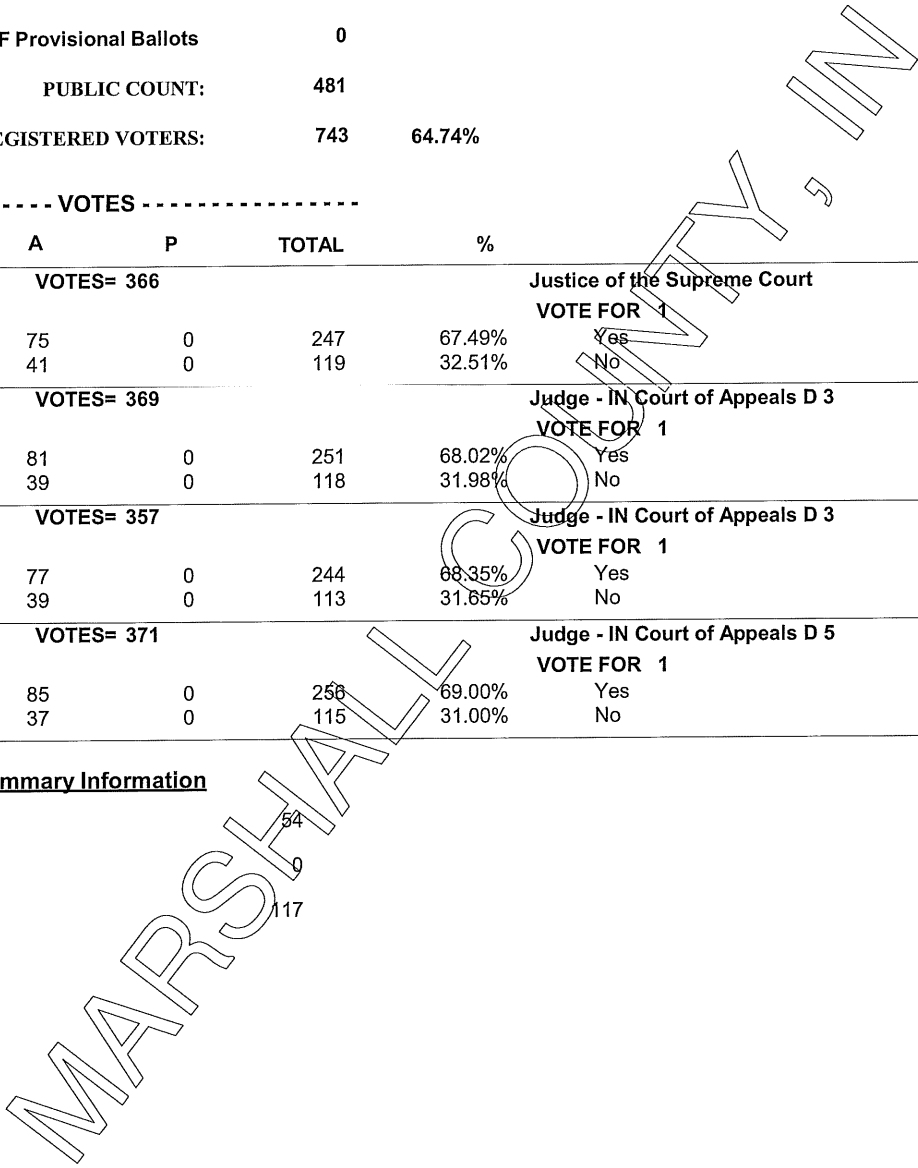 F Provisional Ballots 0
PUBLIC COUNT: 481
EGISTERED VOTERS: 743 64.74%
- - - - VOTES - - - - - - - - - - - - - - - -
A P TOTAL %
VOTES= 366 Justice of the Supreme Court
VOTE FOR 1
75 0 247 67.49% Yes
41 0 119 32.51% No
VOTES= 369 Judge - IN Court of Appeals D 3
VOTE FOR 1
81 0 251 68.02% Yes
39 0 118 31.98% No
VOTES= 357 Judge - IN Court of Appeals D 3
VOTE FOR 1
77 0 244 68.35% Yes
39 0 113 31.65% No
VOTES= 371 Judge - IN Court of Appeals D 5
VOTE FOR 1
85 0 256 69.00% Yes
37 0 115 31.00% No
mmary Information
54
0
117
MARSHALL COUNTY, IN